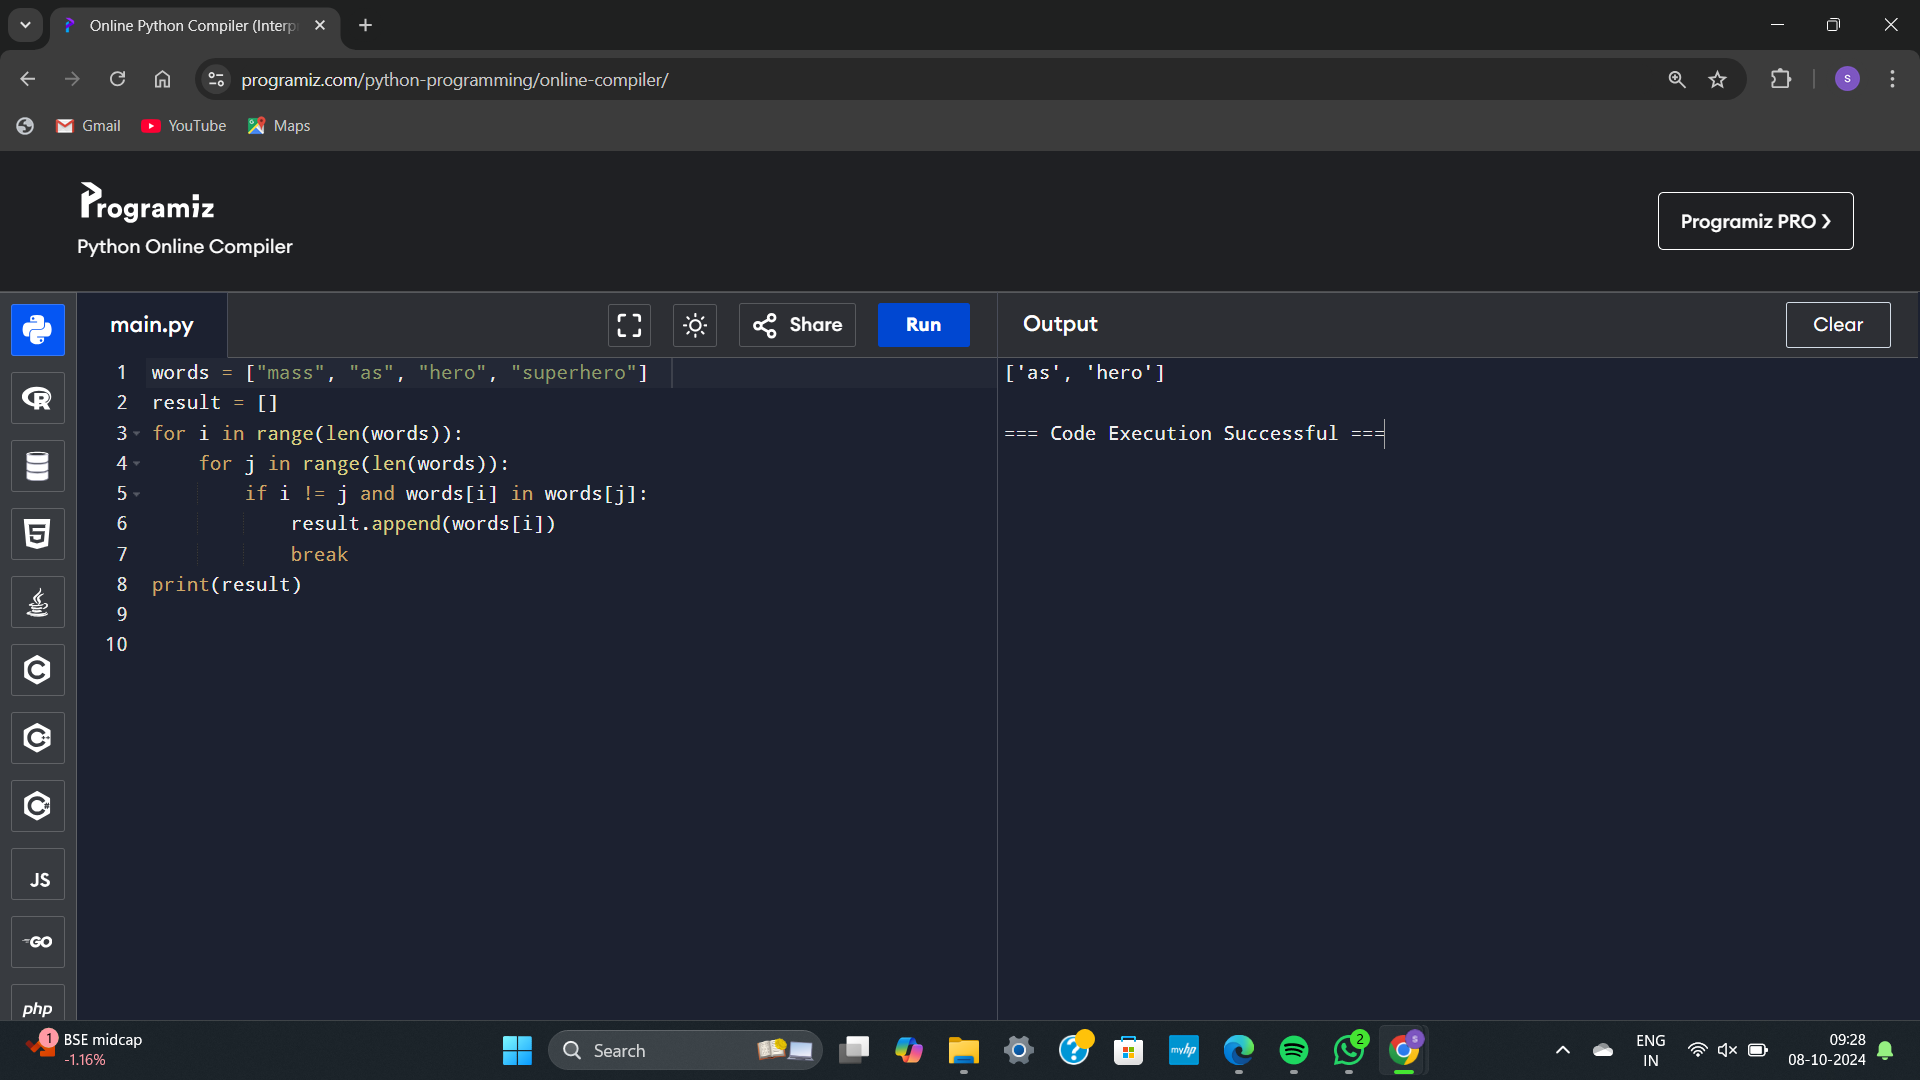 Online Python Compiler (Interp
programiz.com/python-programming/online-compiler/
S
Gmail
YouTube
Maps
Programiz
Python Online Compiler
Programiz PRO ❯
main.py
Share
Run
Output
Clear
1 words = ["mass", "as", "hero", "superhero"]
2 result = []
3 for i in range(len(words)):
4     for j in range(len(words)):
5         if i != j and words[i] in words[j]:
6             result.append(words[i])
7             break
8 print(result)
9
10
['as', 'hero']
=== Code Execution Successful ===
R
5
C
C++
C#
JS
GO
php
1
BSE midcap
-1.16%
Search
?
myhp
2
S
ENG
IN
09:28
08-10-2024